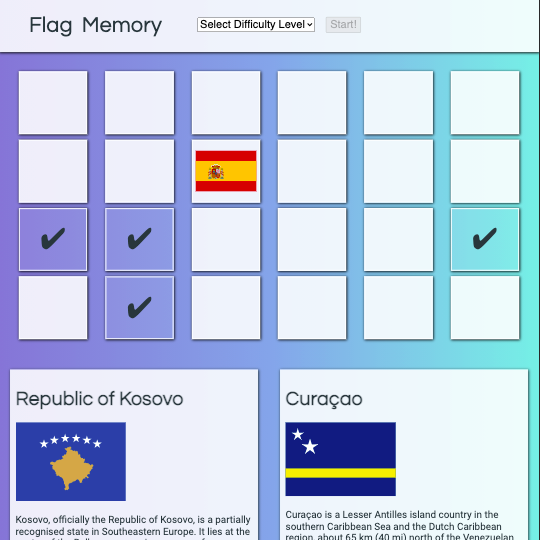 Flag Memory
Select Difficulty Level
Start!
Republic of Kosovo
Curaçao
Kosovo, officially the Republic of Kosovo, is a partially
recognised state in Southeastern Europe. It lies at the
Curaçao is a Lesser Antilles island country in the
southern Caribbean Sea and the Dutch Caribbean
region, about 65 km (40 mi) north of the Venezuelan